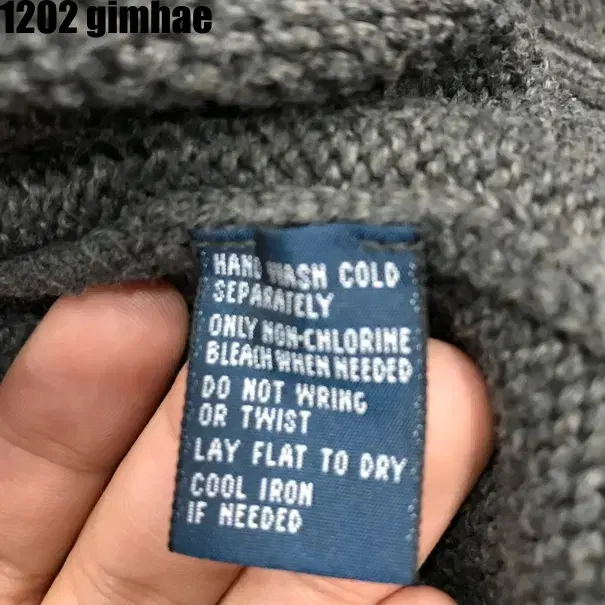 1202 gimhae
HAND WASH COLD
SEPARATELY
ONLY NON-CHLORINE
BLEACH WHEN NEEDED
DO NOT WRING
OR TWIST
LAY FLAT TO DRY
COOL IRON
IF NEEDED